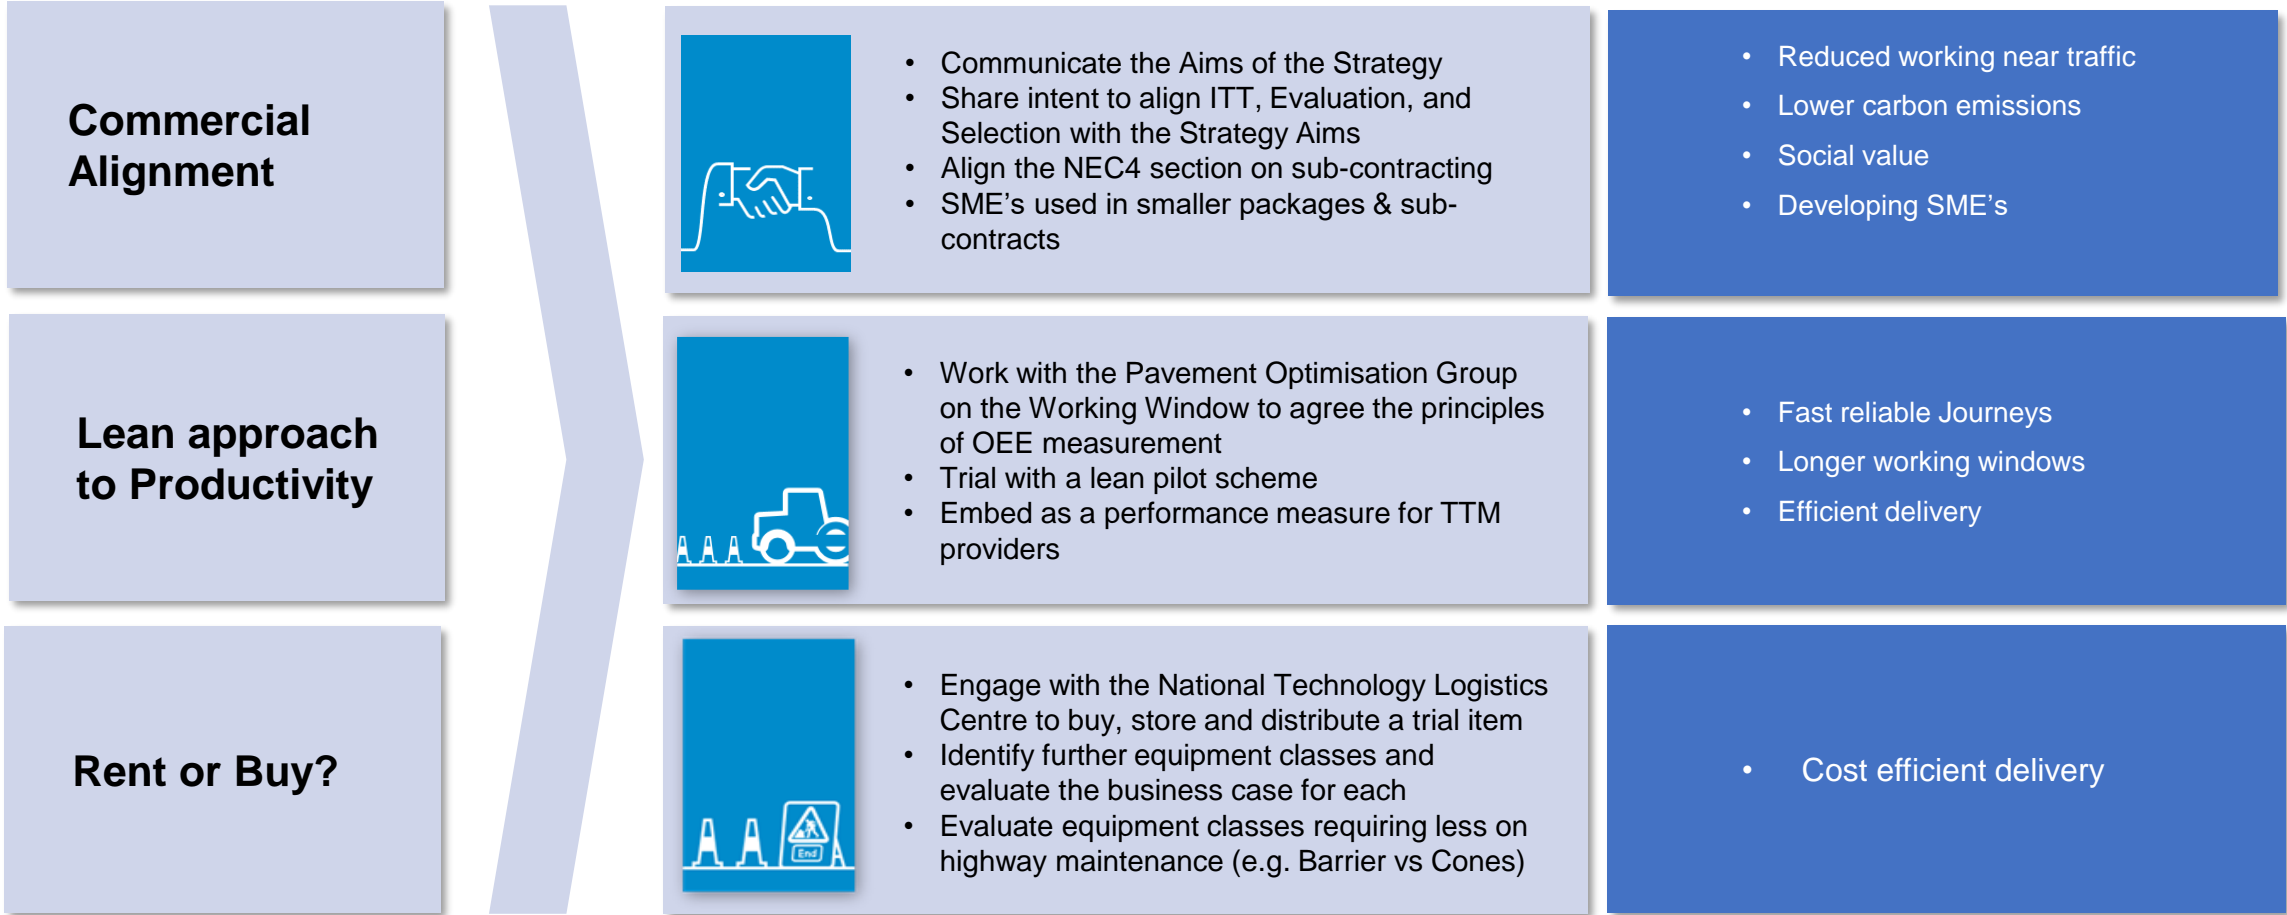 Commercial
Alignment
• Communicate the Aims of the Strategy
• Share intent to align ITT, Evaluation, and
Selection with the Strategy Aims
• Align the NEC4 section on sub-contracting
• SME’s used in smaller packages & sub-
contracts
• Reduced working near traffic
• Lower carbon emissions
• Social value
• Developing SME’s
Lean approach
to Productivity
• Work with the Pavement Optimisation Group
on the Working Window to agree the principles
of OEE measurement
• Trial with a lean pilot scheme
• Embed as a performance measure for TTM
providers
• Fast reliable Journeys
• Longer working windows
• Efficient delivery
Rent or Buy?
End
• Engage with the National Technology Logistics
Centre to buy, store and distribute a trial item
• Identify further equipment classes and
evaluate the business case for each
• Evaluate equipment classes requiring less on
highway maintenance (e.g. Barrier vs Cones)
• Cost efficient delivery